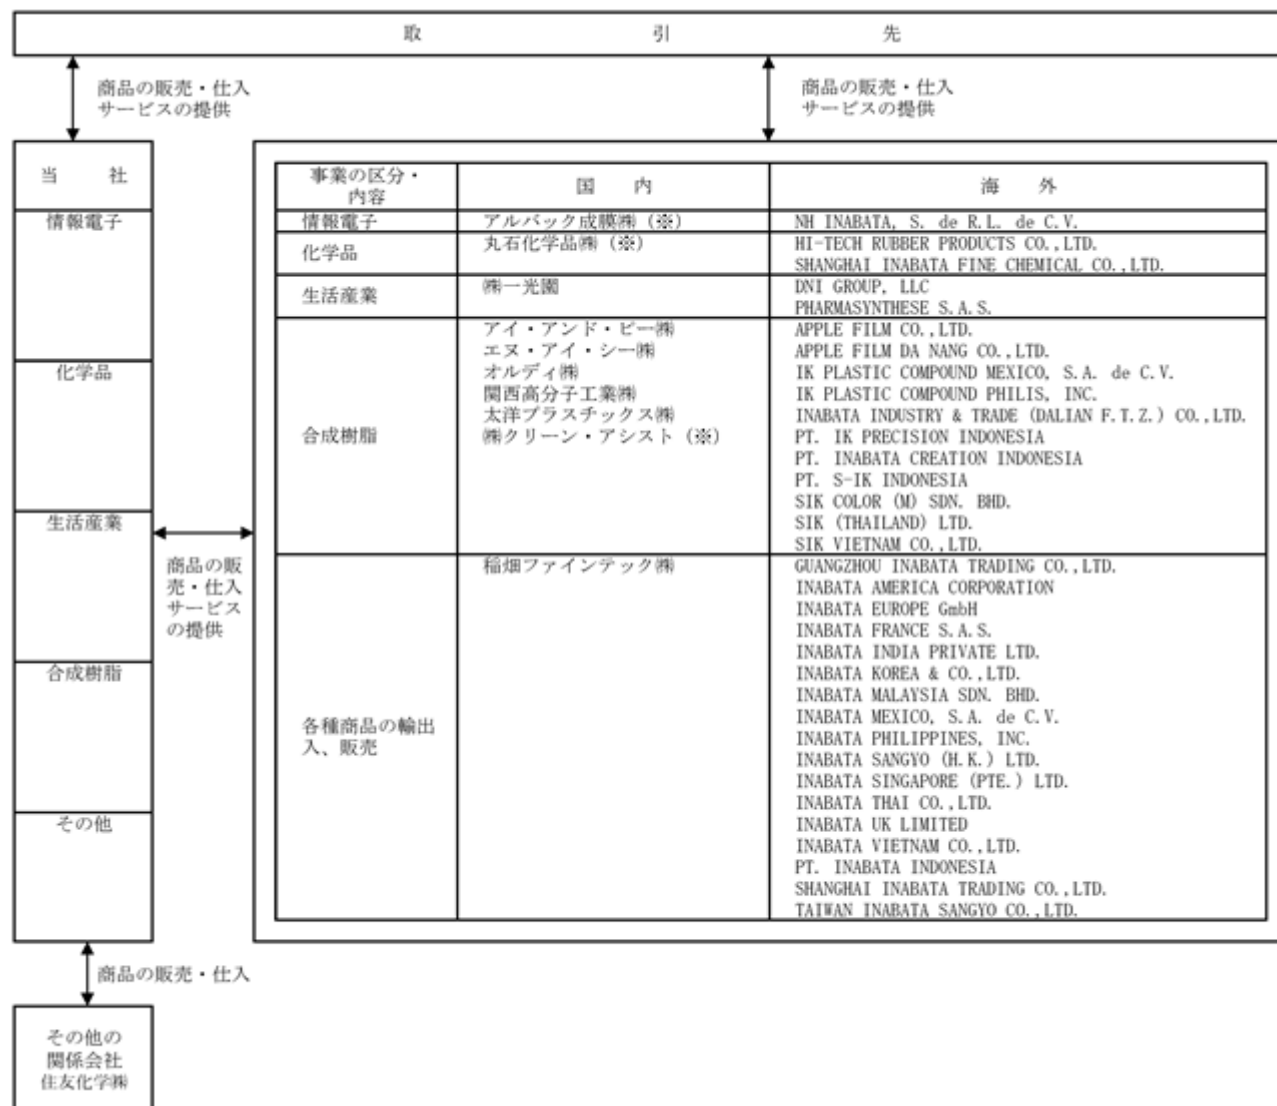 取 引 先
商品の販売・仕入
サービスの提供
商品の販売・仕入
サービスの提供
当 社
情報電子
化学品
生活産業
合成樹脂
その他
商品の販
売・仕入
サービス
の提供
事業の区分・
内容
国 内
海 外
情報電子
アルバック成膜㈱（※）
NH INABATA, S. de R.L. de C.V.
化学品
丸石化学品㈱（※）
HI-TECH RUBBER PRODUCTS CO.,LTD.
SHANGHAI INABATA FINE CHEMICAL CO.,LTD.
生活産業
㈱一光園
DNI GROUP, LLC
PHARMASYNTHESE S.A.S.
合成樹脂
アイ・アンド・ピー㈱
エヌ・アイ・シー㈱
オルディ㈱
関西高分子工業㈱
太洋プラスチックス㈱
㈱クリーン・アシスト（※）
APPLE FILM CO.,LTD.
APPLE FILM DA NANG CO.,LTD.
IK PLASTIC COMPOUND MEXICO, S.A. de C.V.
IK PLASTIC COMPOUND PHILIS, INC.
INABATA INDUSTRY & TRADE (DALIAN F.T.Z.) CO.,LTD.
PT. IK PRECISION INDONESIA
PT. INABATA CREATION INDONESIA
PT. S-IK INDONESIA
SIK COLOR (M) SDN. BHD.
SIK (THAILAND) LTD.
SIK VIETNAM CO.,LTD.
各種商品の輸出
入、販売
稲畑ファインテック㈱
GUANGZHOU INABATA TRADING CO.,LTD.
INABATA AMERICA CORPORATION
INABATA EUROPE GmbH
INABATA FRANCE S.A.S.
INABATA INDIA PRIVATE LTD.
INABATA KOREA & CO.,LTD.
INABATA MALAYSIA SDN. BHD.
INABATA MEXICO, S.A. de C.V.
INABATA PHILIPPINES, INC.
INABATA SANGYO (H.K.) LTD.
INABATA SINGAPORE (PTE.) LTD.
INABATA THAI CO.,LTD.
INABATA UK LIMITED
INABATA VIETNAM CO.,LTD.
PT. INABATA INDONESIA
SHANGHAI INABATA TRADING CO.,LTD.
TAIWAN INABATA SANGYO CO.,LTD.
商品の販売・仕入
その他の
関係会社
住友化学㈱